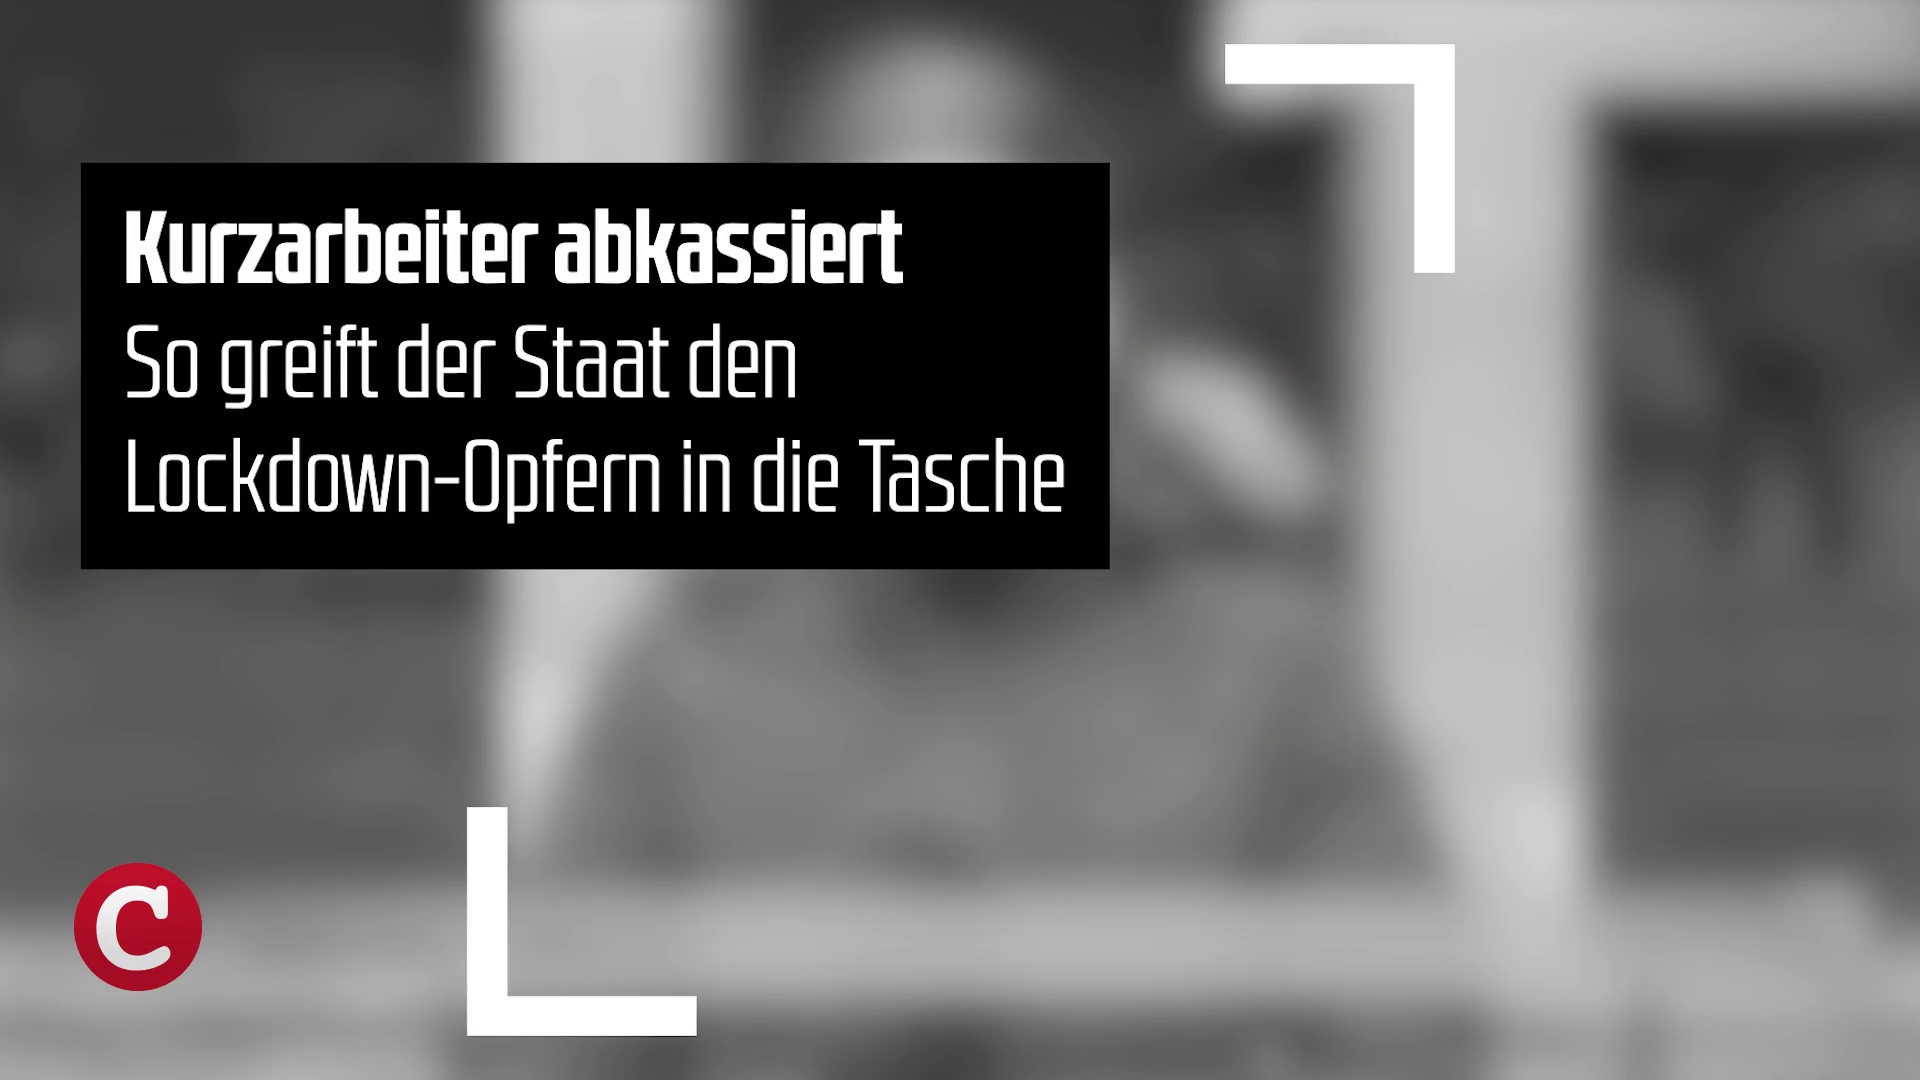 Kurzarbeiter abkassiert
So greift der Staat den
Lockdown-Opfern in die Tasche
C